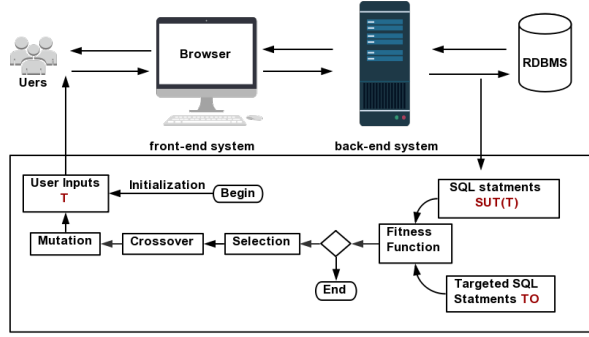 Browser
RDBMS
Uers
front-end system
back-end system
User Inputs
T
Initialization
Begin
SQL statments
SUT(T)
Mutation
Crossover
Selection
Fitness
Function
End
Targeted SQL
Statments TO